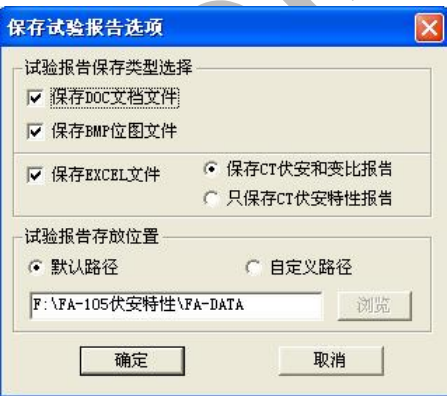 保存试验报告选项
试验报告保存类型选择
保存DOC文档文件
保存BMP位图文件
保存EXCEL文件
保存CT伏安和变比报告
只保存CT伏安特性报告
试验报告存放位置
默认路径 自定义路径
F:\FA-105伏安特性\FA-DATA 浏览
确定 取消